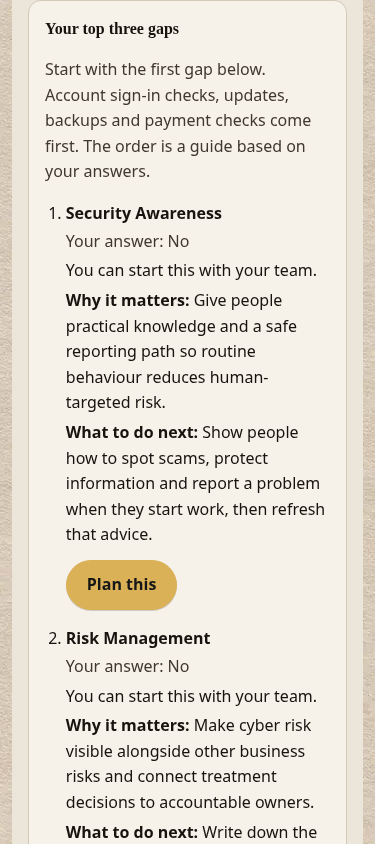 Your top three gaps
Start with the first gap below.
Account sign-in checks, updates,
backups and payment checks come
first. The order is a guide based on
your answers.
1. Security Awareness
Your answer: No
You can start this with your team.
Why it matters: Give people
practical knowledge and a safe
reporting path so routine
behaviour reduces human-
targeted risk.
What to do next: Show people
how to spot scams, protect
information and report a problem
when they start work, then refresh
that advice.
Plan this
2. Risk Management
Your answer: No
You can start this with your team.
Why it matters: Make cyber risk
visible alongside other business
risks and connect treatment
decisions to accountable owners.
What to do next: Write down the